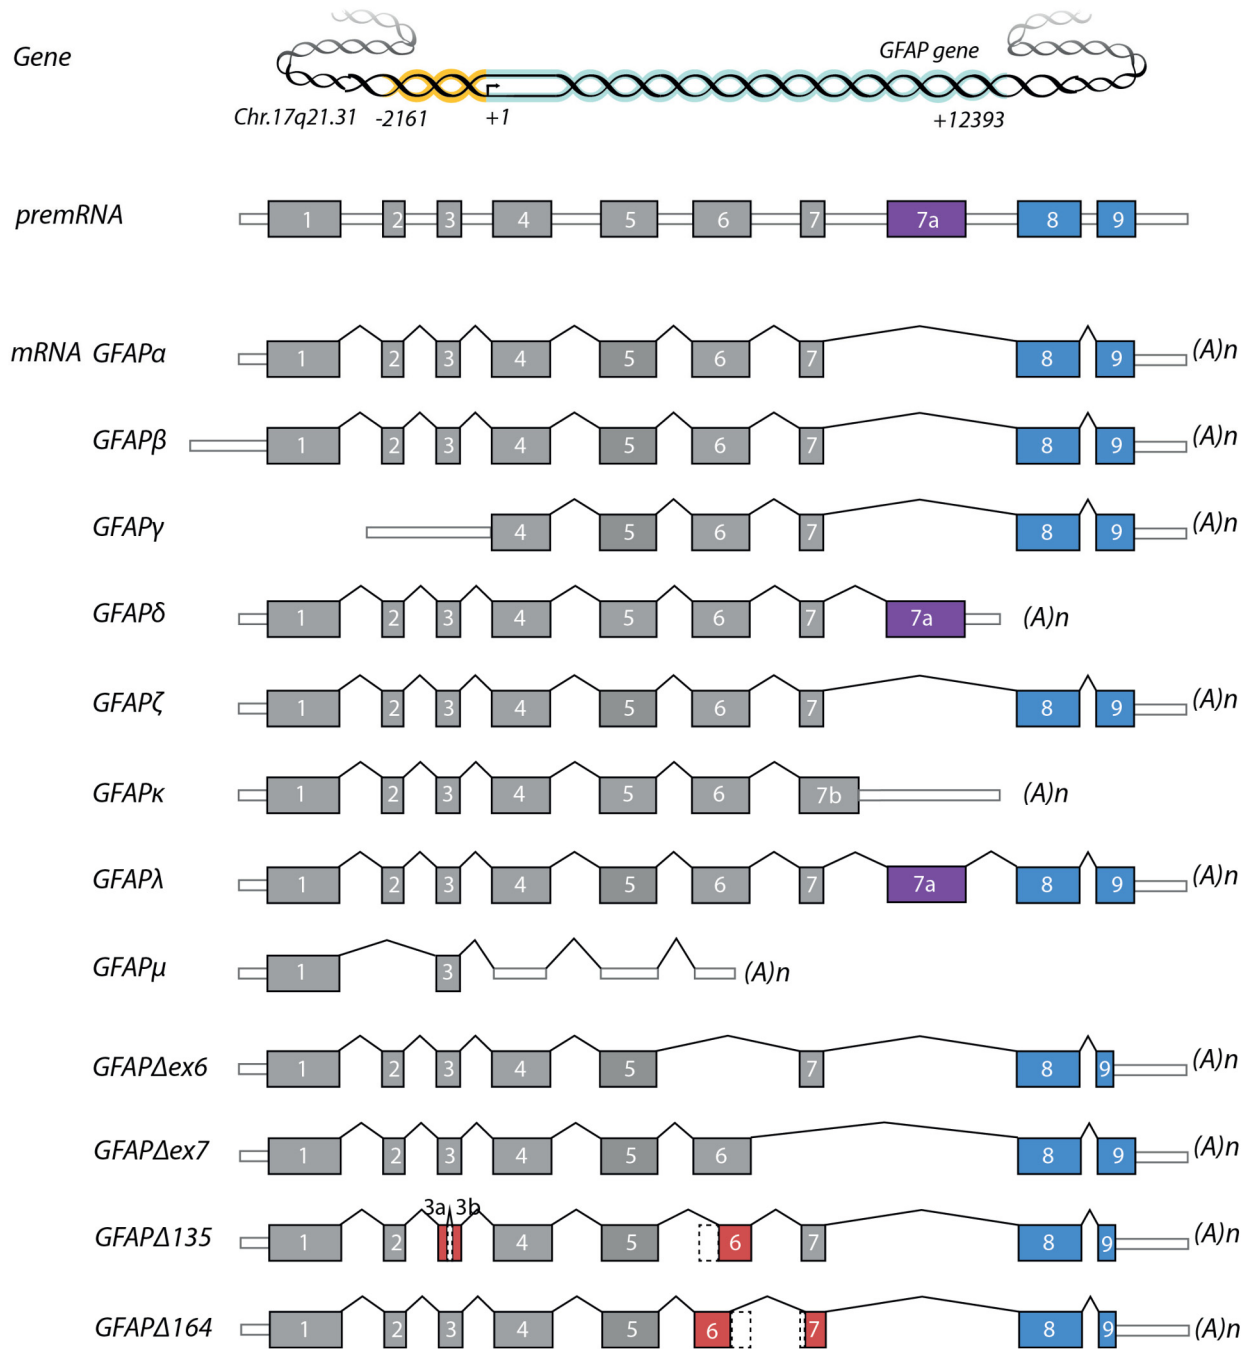 Gene
GFAP gene
Chr.17q21.31 -2161 +1 +12393
premRNA 1 2 3 4 5 6 7 7a 8 9
mRNA GFAPα 1 2 3 4 5 6 7 8 9 (A)n
GFAPβ 1 2 3 4 5 6 7 8 9 (A)n
GFAPγ 4 5 6 7 8 9 (A)n
GFAPδ 1 2 3 4 5 6 7 7a (A)n
GFAPζ 1 2 3 4 5 6 7 8 9 (A)n
GFAPκ 1 2 3 4 5 6 7b (A)n
GFAPλ 1 2 3 4 5 6 7 7a 8 9 (A)n
GFAPμ 1 3 (A)n
GFAPΔex6 1 2 3 4 5 7 8 9 (A)n
GFAPΔex7 1 2 3 4 5 6 8 9 (A)n
3a 3b
GFAPΔ135 1 2 4 5 6 7 8 9 (A)n
GFAPΔ164 1 2 3 4 5 6 7 8 9 (A)n